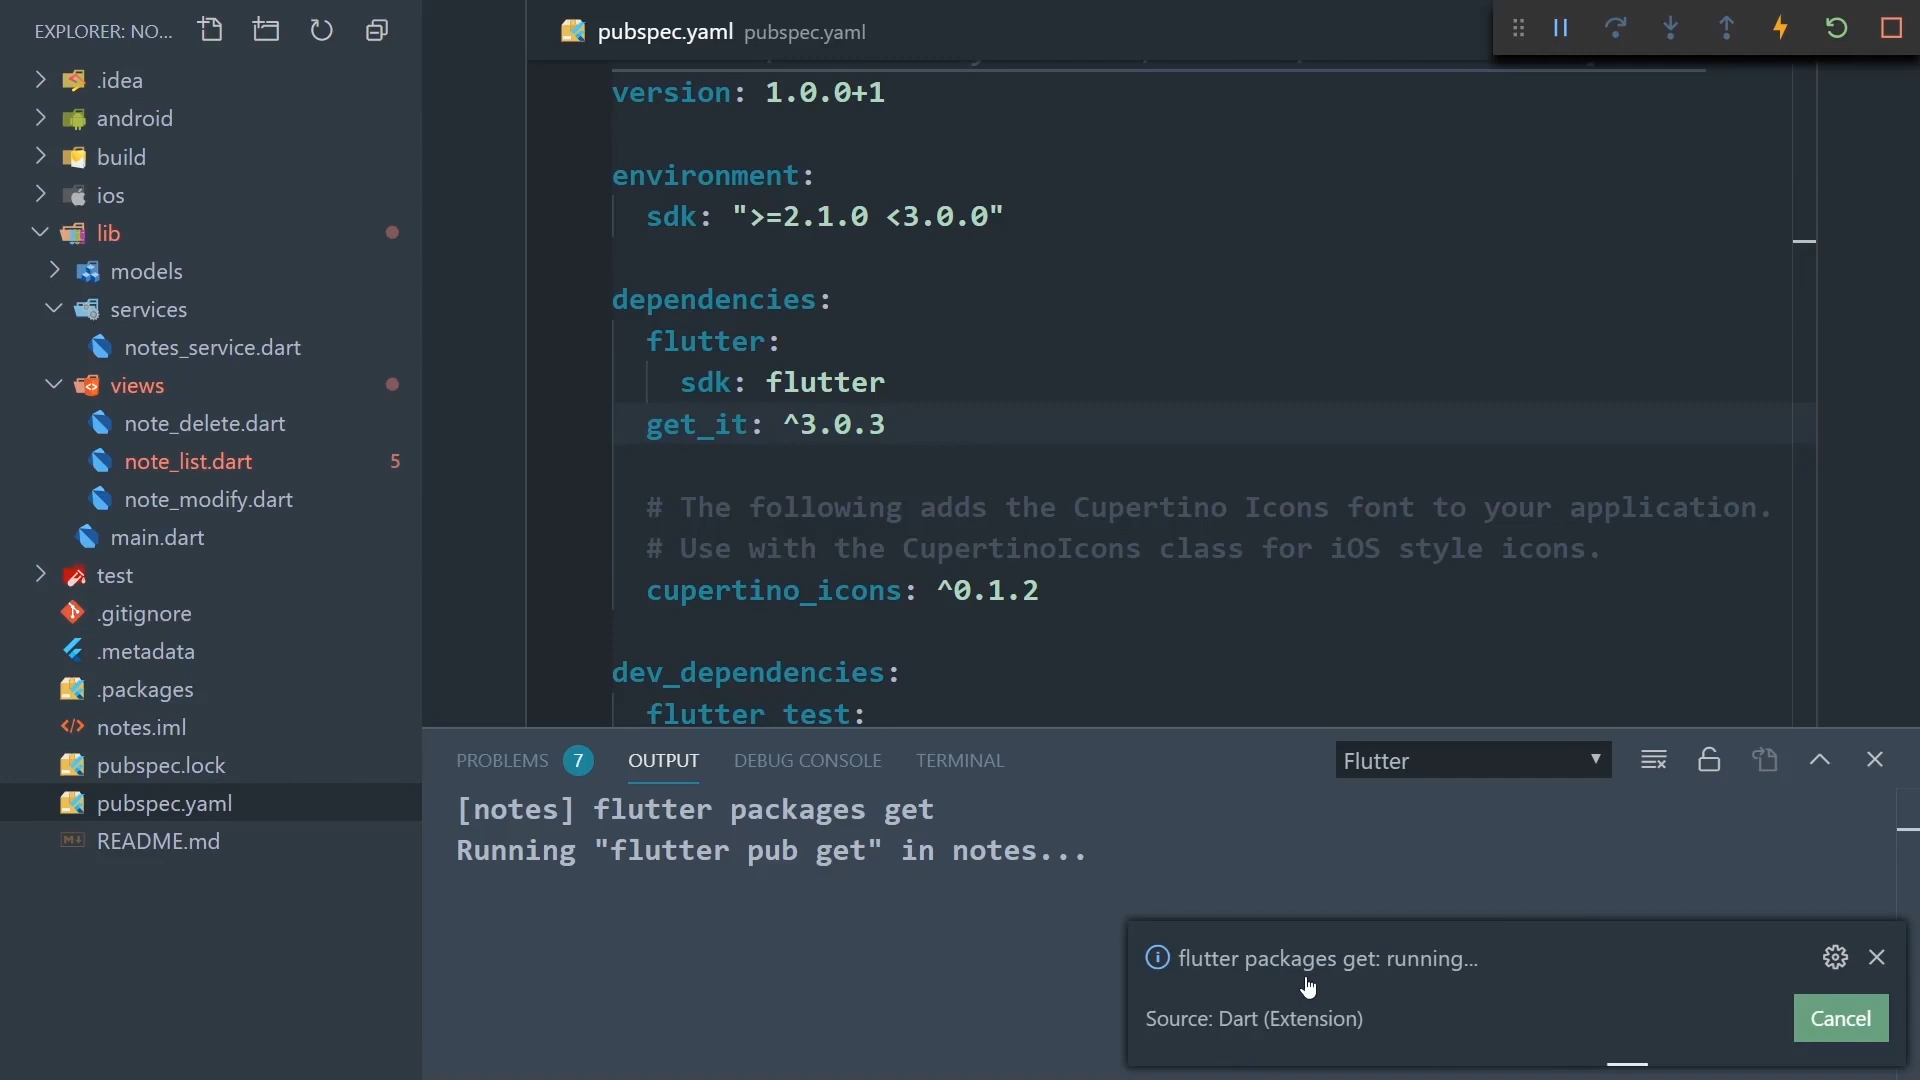 EXPLORER: NO...
.idea
android
build
ios
lib
models
services
notes_service.dart
views
note_delete.dart
note_list.dart 5
note_modify.dart
main.dart
test
.gitignore
.metadata
.packages
notes.iml
pubspec.lock
pubspec.yaml
README.md
pubspec.yaml pubspec.yaml
version: 1.0.0+1
environment:
sdk: ">=2.1.0 <3.0.0"
dependencies:
flutter:
sdk: flutter
get_it: ^3.0.3
# The following adds the Cupertino Icons font to your application.
# Use with the CupertinoIcons class for iOS style icons.
cupertino_icons: ^0.1.2
dev_dependencies:
flutter_test:
PROBLEMS 7 OUTPUT DEBUG CONSOLE TERMINAL Flutter
[notes] flutter packages get
Running "flutter pub get" in notes...
flutter packages get: running...
Source: Dart (Extension) Cancel